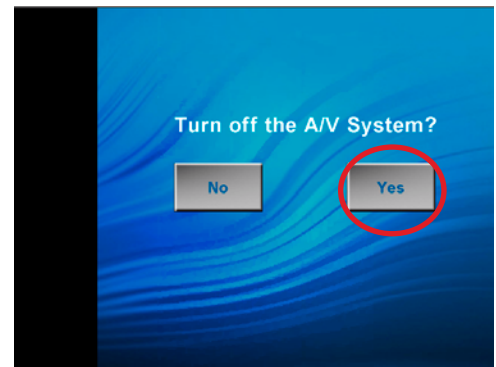 Turn off the A/V System?
No Yes